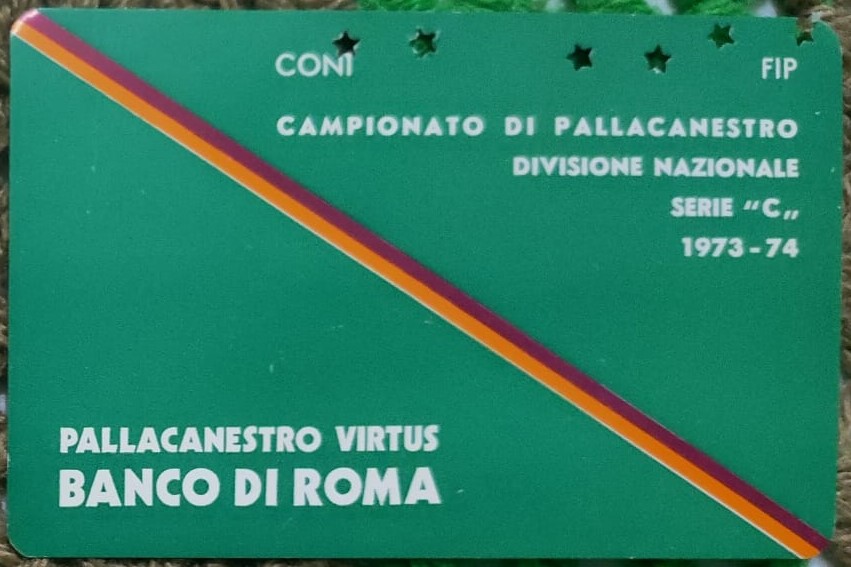 CONI FIP
CAMPIONATO DI PALLACANESTRO
DIVISIONE NAZIONALE
SERIE "C„
1973-74
PALLACANESTRO VIRTUS
BANCO DI ROMA